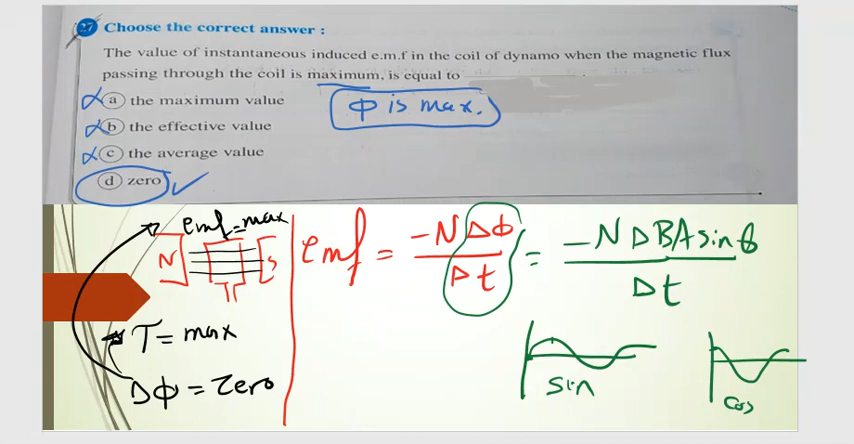 27 Choose the correct answer :
The value of instantaneous induced e.m.f in the coil of dynamo when the magnetic flux
passing through the coil is maximum, is equal to
a the maximum value
Φ is max.
b the effective value
c the average value
d zero
emf = max
N S
emf = -N Δϕ / Δt = -N Δ BA sin θ / Δt
T = max
Δϕ = Zero
Sin
Cos